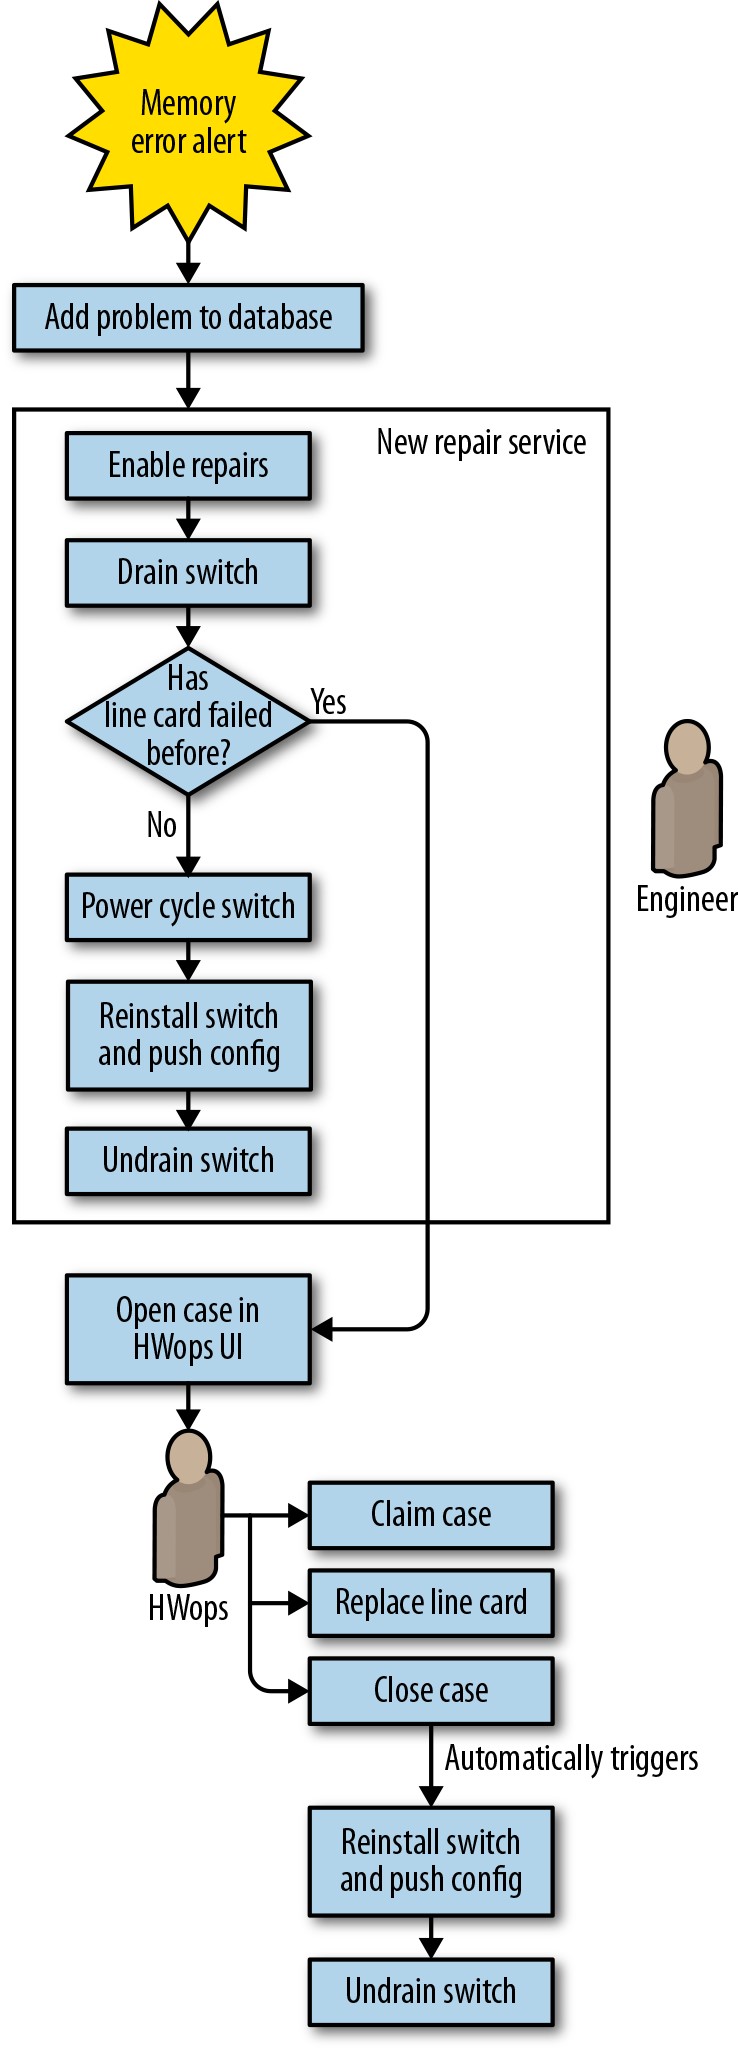 Memory
error alert
Add problem to database
New repair service
Enable repairs
Drain switch
Has
line card failed
before?
Yes
No
Power cycle switch
Engineer
Reinstall switch
and push config
Undrain switch
Open case in
HWops UI
HWops
Claim case
Replace line card
Close case
Automatically triggers
Reinstall switch
and push config
Undrain switch